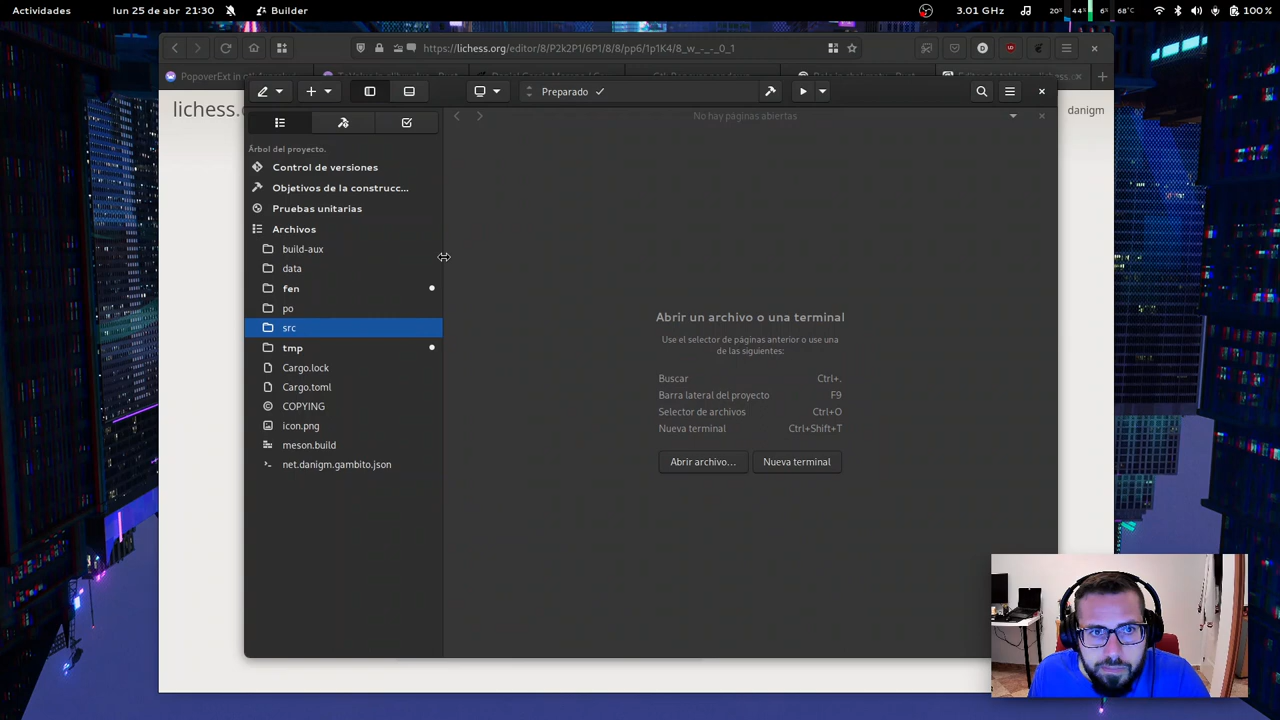 Actividades
lun 25 de abr 21:30
Builder
3.01 GHz
20%
44%
6%
68°C
100 %
https://lichess.org/editor/8/P2k2P1/6P1/8/8/pp6/1p1K4/8_w_-_-_0_1
lichess.
danigm
Preparado
No hay páginas abiertas
Árbol del proyecto.
Control de versiones
Objetivos de la construcc...
Pruebas unitarias
Archivos
build-aux
data
fen
po
src
tmp
Cargo.lock
Cargo.toml
COPYING
icon.png
meson.build
net.danigm.gambito.json
Abrir un archivo o una terminal
Use el selector de páginas anterior o use una
de las siguientes:
Buscar Ctrl+.
Barra lateral del proyecto F9
Selector de archivos Ctrl+O
Nueva terminal Ctrl+Shift+T
Abrir archivo...
Nueva terminal